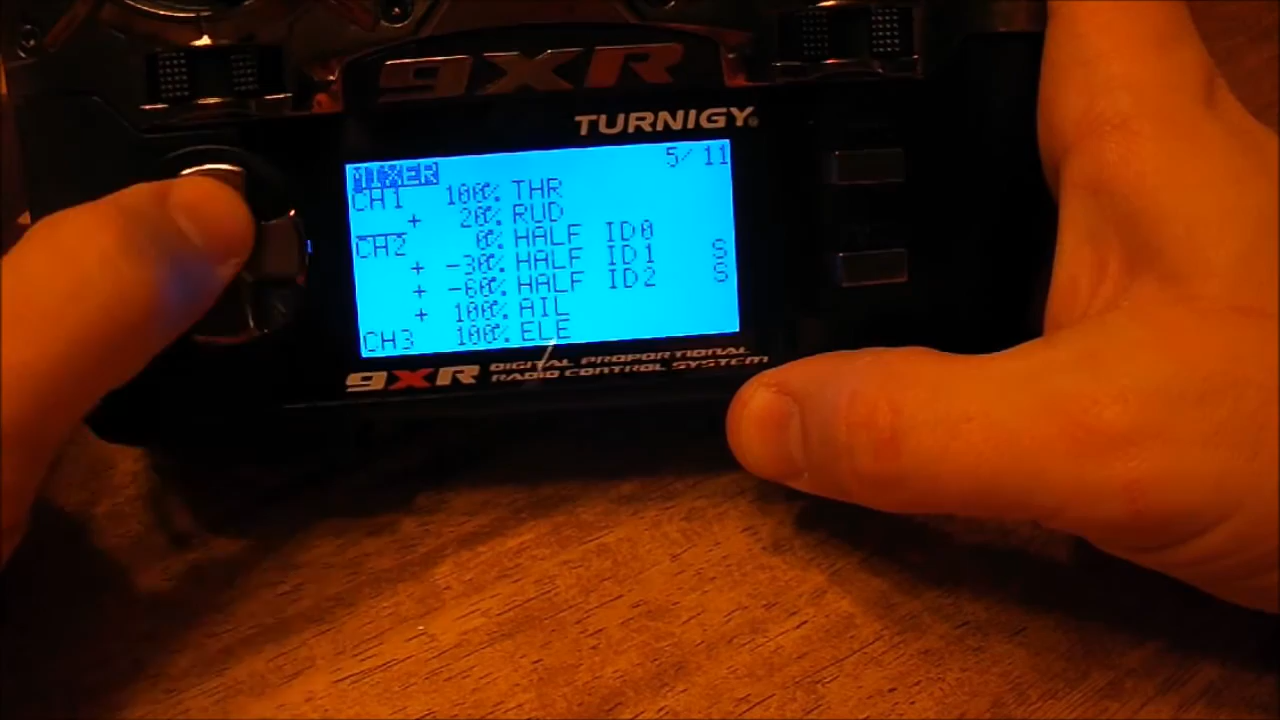 9XR
TURNIGY
MIXER 5/11
CH1 100% THR
+ 20% RUD
CH2 0% HALF ID0
+ -30% HALF ID1 S
+ -60% HALF ID2 S
+ 100% AIL
CH3 100% ELE
9XR DIGITAL PROPORTIONAL
RADIO CONTROL SYSTEM